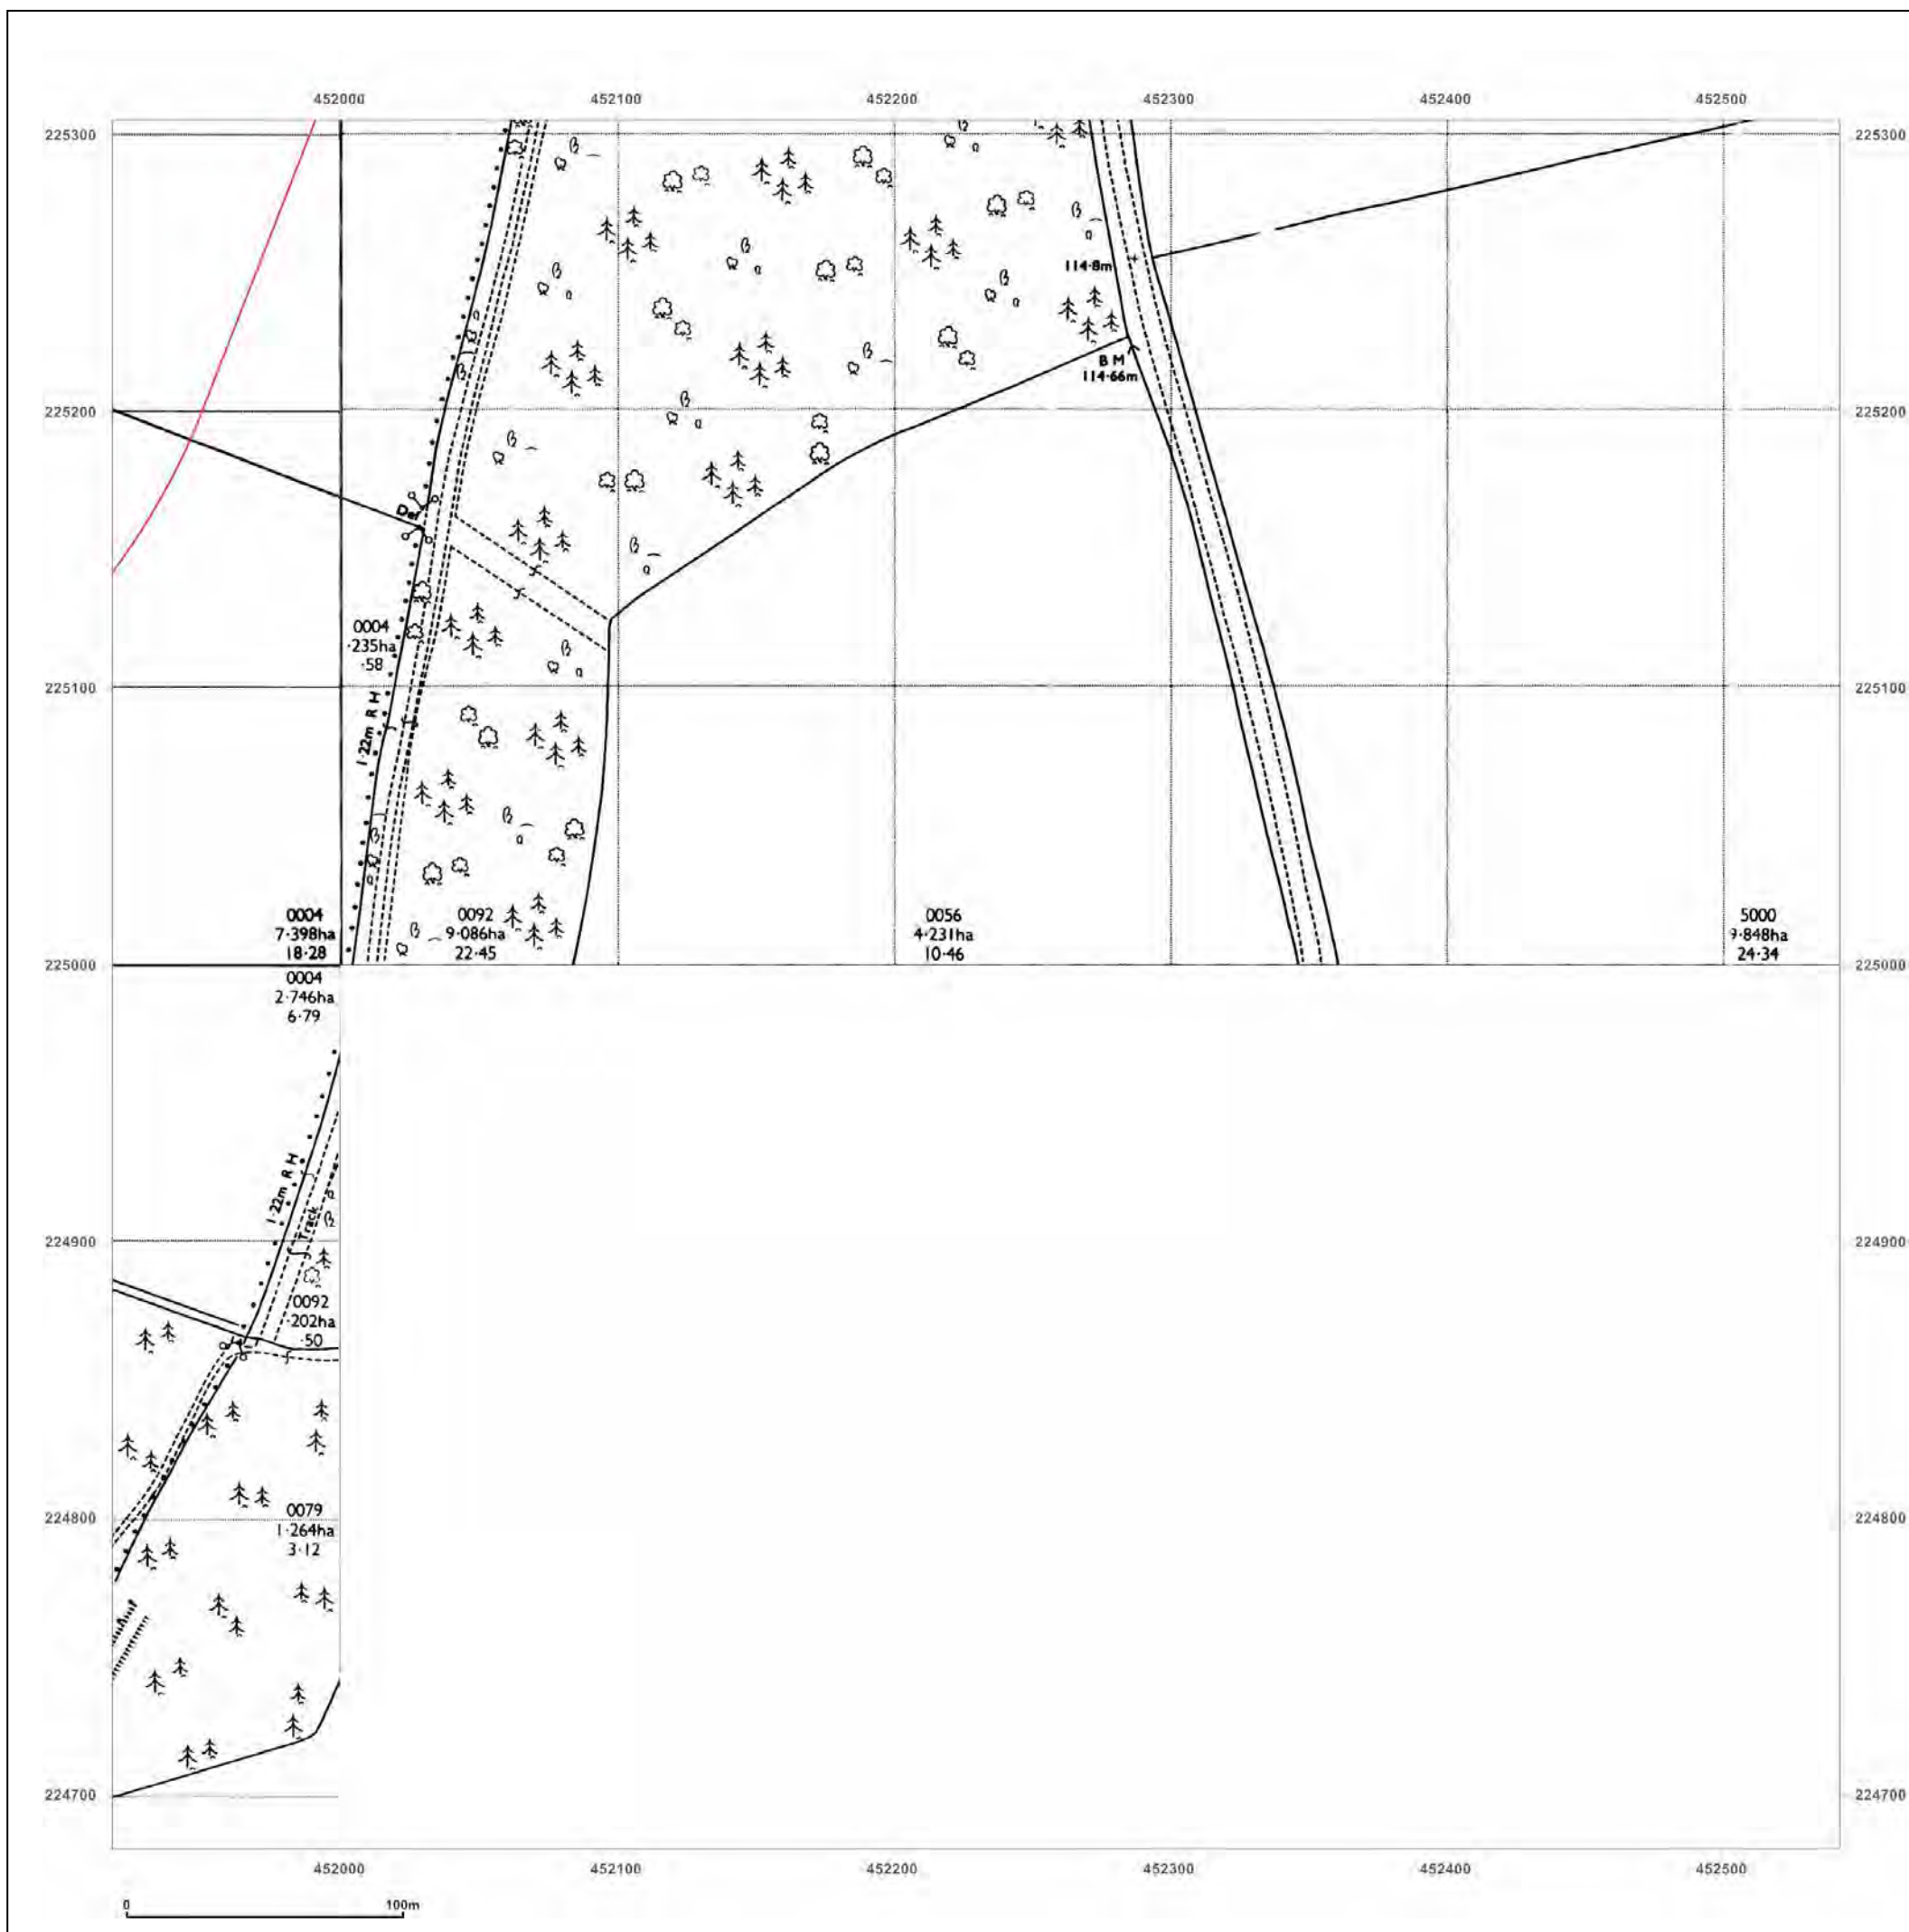 452000 452100 452200 452300 452400 452500
225300 225300
114·8m
B M
114·66m
225200 225200
Def
0004
·235ha
·58
225100 225100
1·22m R H
0004 0092 0056 5000
7·398ha 9·086ha 4·231ha 9·848ha
18·28 22·45 10·46 24·34
225000 225000
0004
2·746ha
6·79
1·22m R H
Track
224900 224900
0092
·202ha
·50
0079
224800 224800
1·264ha
3·12
224700 224700
452000 452100 452200 452300 452400 452500
0 100m